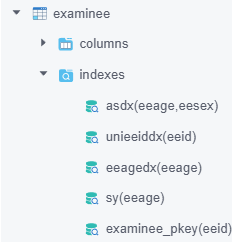 examinee
columns
indexes
asdx(eeage,eesex)
unieeiddx(eeid)
eeagedx(eeage)
sy(eeage)
examinee_pkey(eeid)